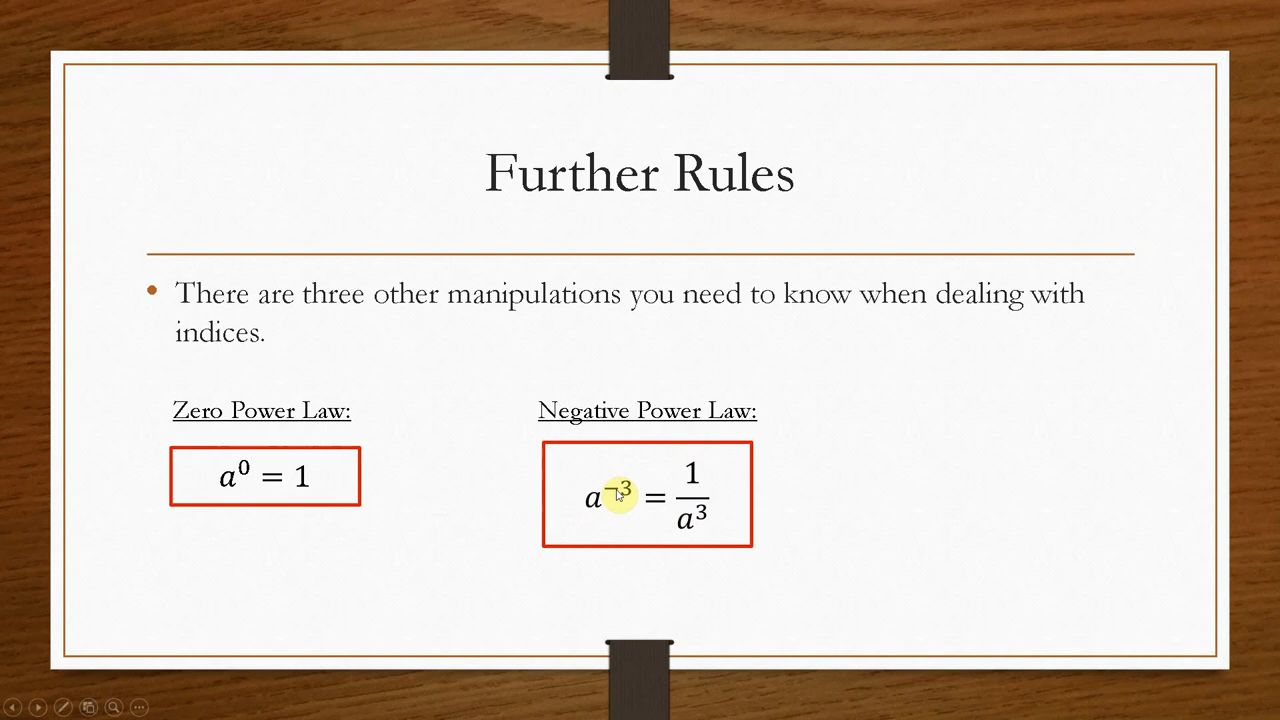 Further Rules
• There are three other manipulations you need to know when dealing with
indices.
Zero Power Law:
Negative Power Law:
a⁰ = 1
a⁻³ = 1/a³